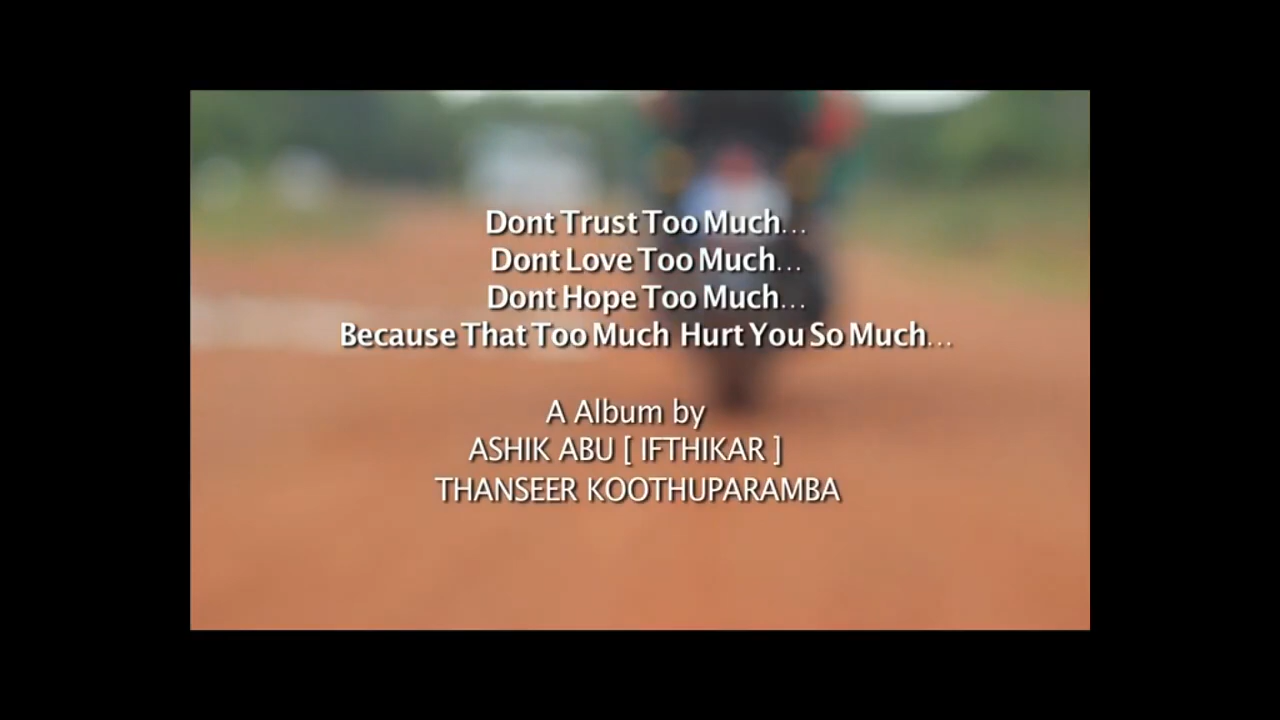 Dont Trust Too Much...
Dont Love Too Much...
Dont Hope Too Much...
Because That Too Much Hurt You So Much...
A Album by
ASHIK ABU [ IFTHIKAR ]
THANSEER KOOTHUPARAMBA